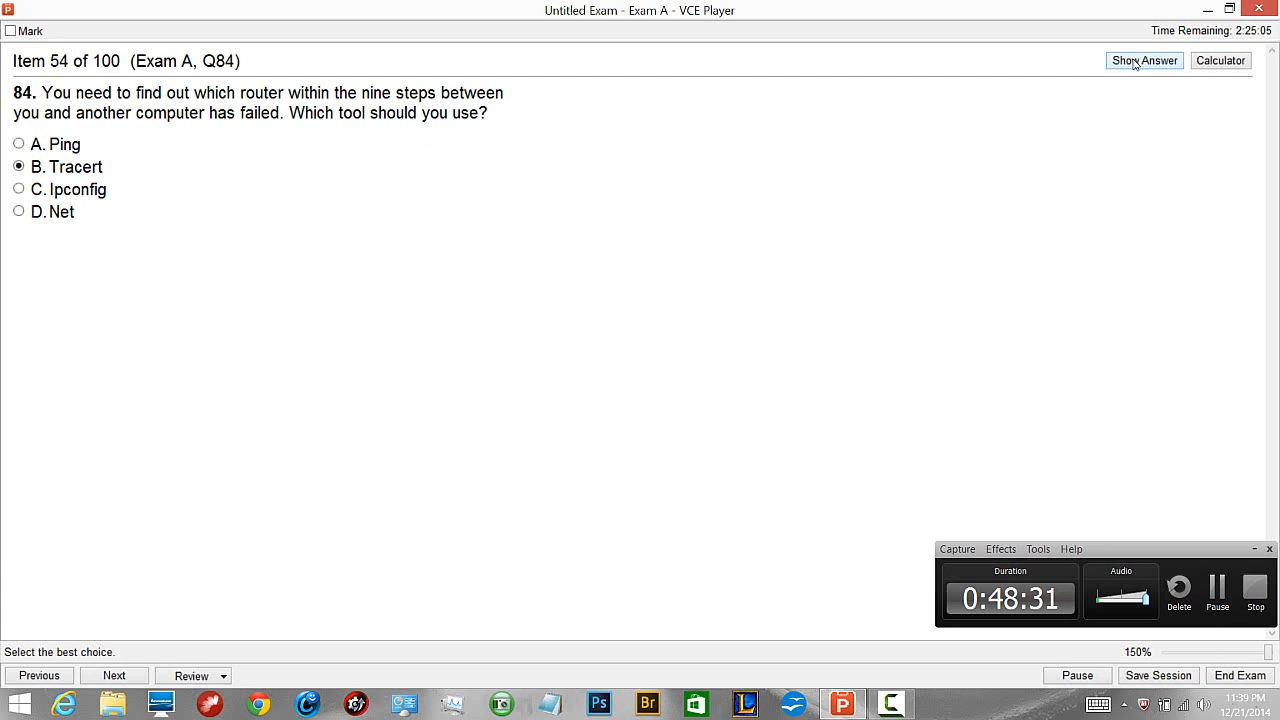 Untitled Exam - Exam A - VCE Player
Mark
Time Remaining: 2:25:05
Item 54 of 100 (Exam A, Q84)
Show Answer
Calculator
84. You need to find out which router within the nine steps between
you and another computer has failed. Which tool should you use?
A. Ping
B. Tracert
C. Ipconfig
D. Net
Capture Effects Tools Help
Duration
Audio
0:48:31
Delete
Pause
Stop
Select the best choice.
150%
Previous
Next
Review
Pause
Save Session
End Exam
Ps
Br
11:39 PM
12/21/2014